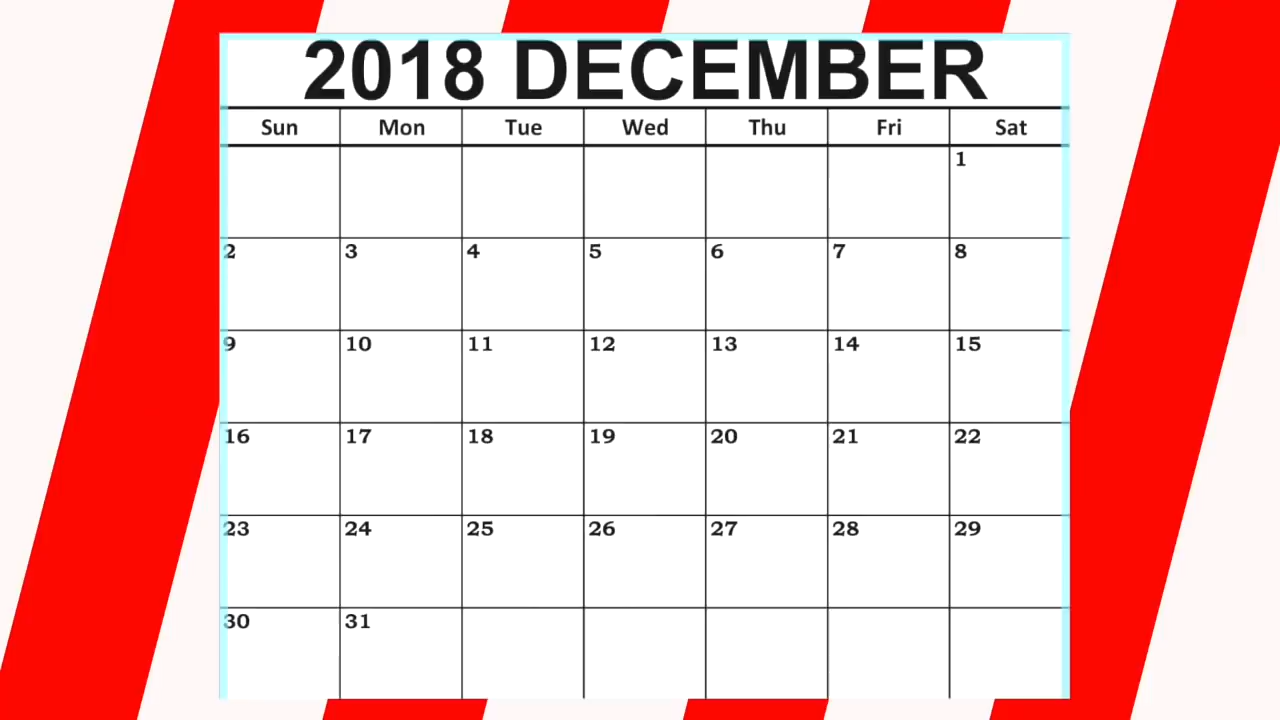 2018 DECEMBER
Sun Mon Tue Wed Thu Fri Sat
1
2 3 4 5 6 7 8
9 10 11 12 13 14 15
16 17 18 19 20 21 22
23 24 25 26 27 28 29
30 31